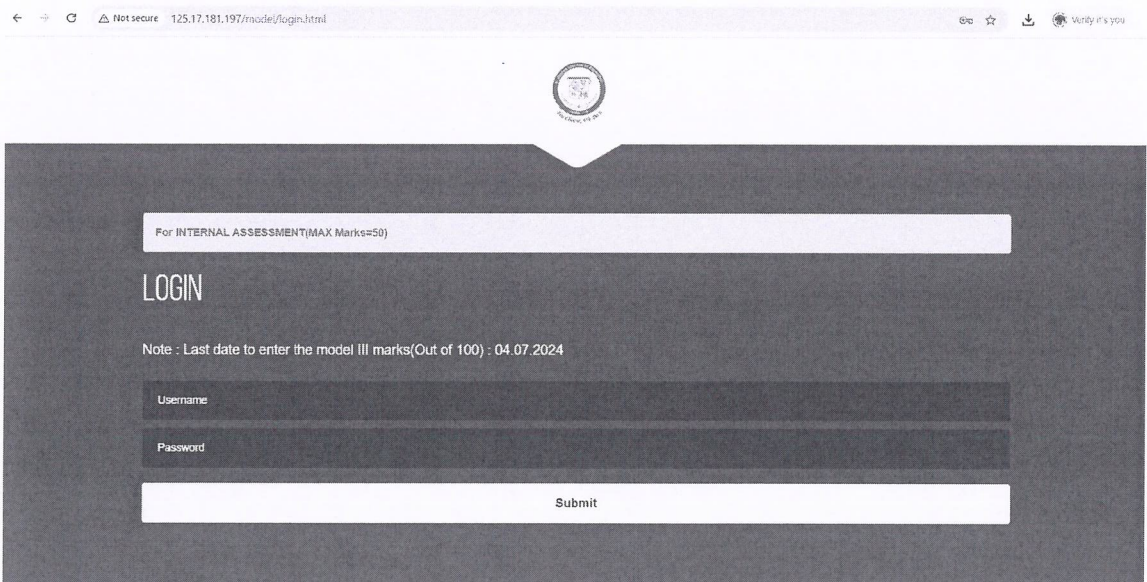 Not secure 125.17.181.197/model/login.html Verify it's you
For INTERNAL ASSESSMENT(MAX Marks=50)
LOGIN
Note : Last date to enter the model III marks(Out of 100) : 04.07.2024
Username
Password
Submit